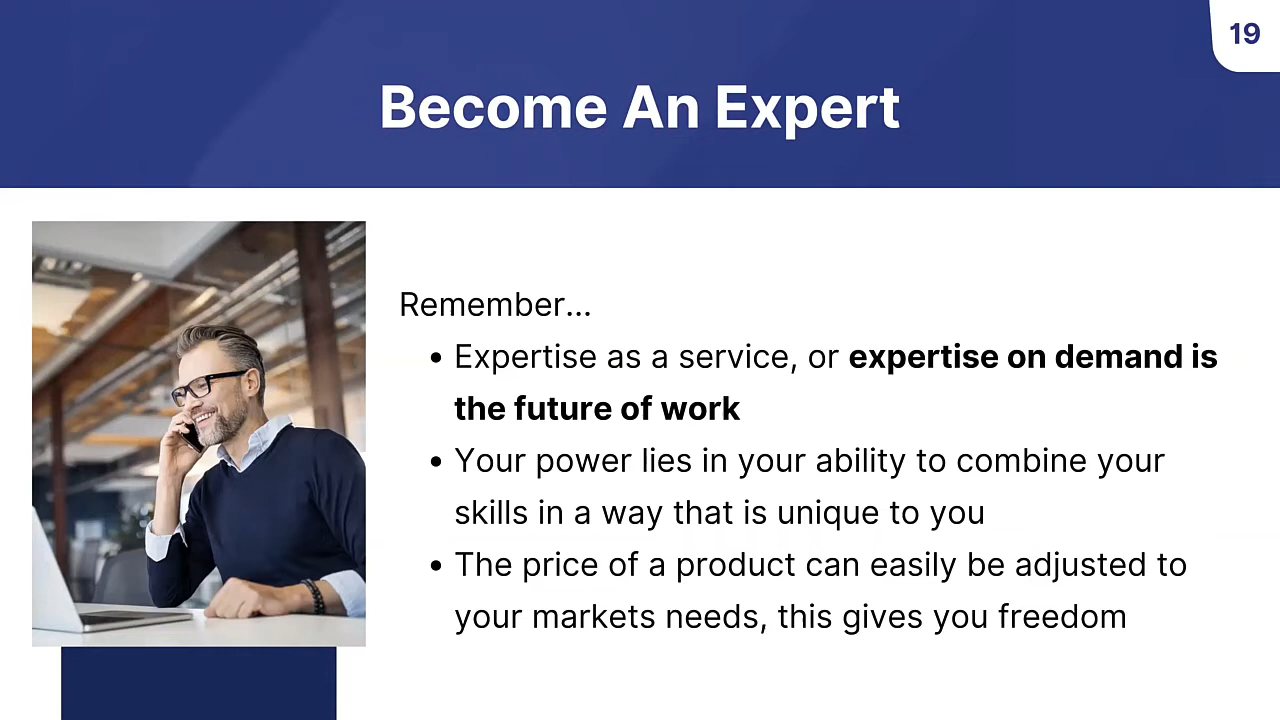 19
Become An Expert
Remember...
• Expertise as a service, or expertise on demand is
the future of work
• Your power lies in your ability to combine your
skills in a way that is unique to you
• The price of a product can easily be adjusted to
your markets needs, this gives you freedom